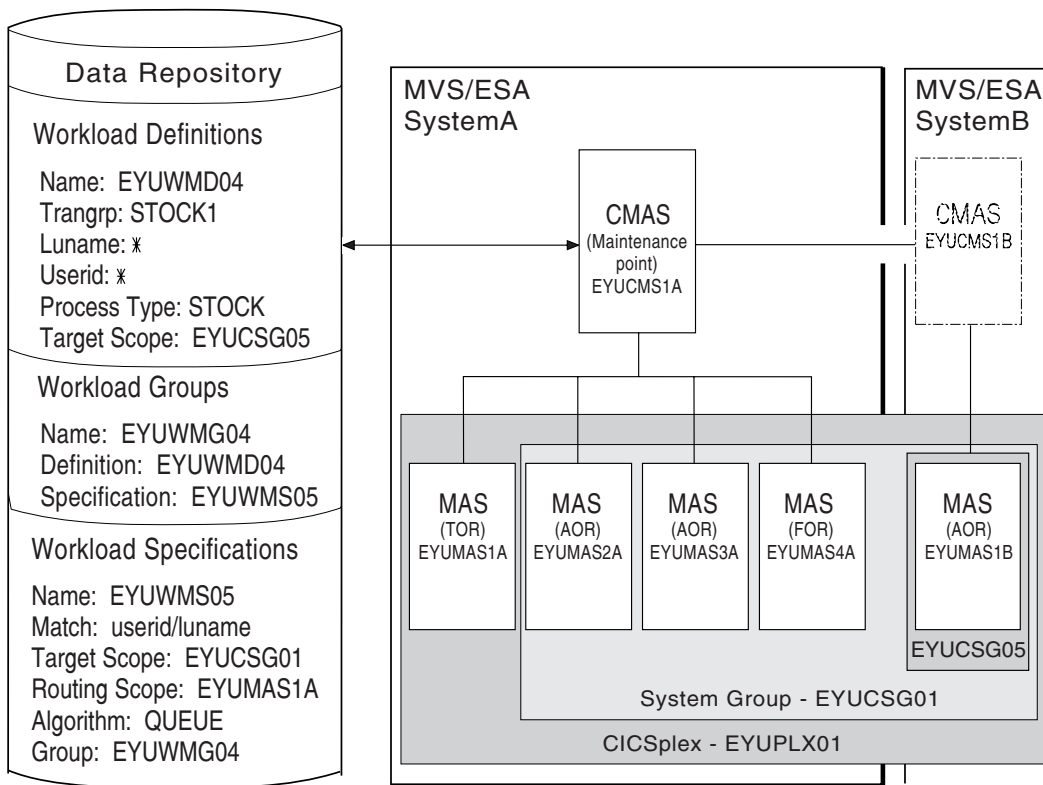 Data Repository
Workload Definitions
Name: EYUWMD04
Trangrp: STOCK1
Luname: *
Userid: *
Process Type: STOCK
Target Scope: EYUCSG05
Workload Groups
Name: EYUWMG04
Definition: EYUWMD04
Specification: EYUWMS05
Workload Specifications
Name: EYUWMS05
Match: userid/luname
Target Scope: EYUCSG01
Routing Scope: EYUMAS1A
Algorithm: QUEUE
Group: EYUWMG04
MVS/ESA
SystemA
CMAS
(Maintenance
point)
EYUCMS1A
MVS/ESA
SystemB
CMAS
EYUCMS1B
MAS
(TOR)
EYUMAS1A
MAS
(AOR)
EYUMAS2A
MAS
(AOR)
EYUMAS3A
MAS
(FOR)
EYUMAS4A
MAS
(AOR)
EYUMAS1B
EYUCSG05
System Group - EYUCSG01
CICSplex - EYUPLX01